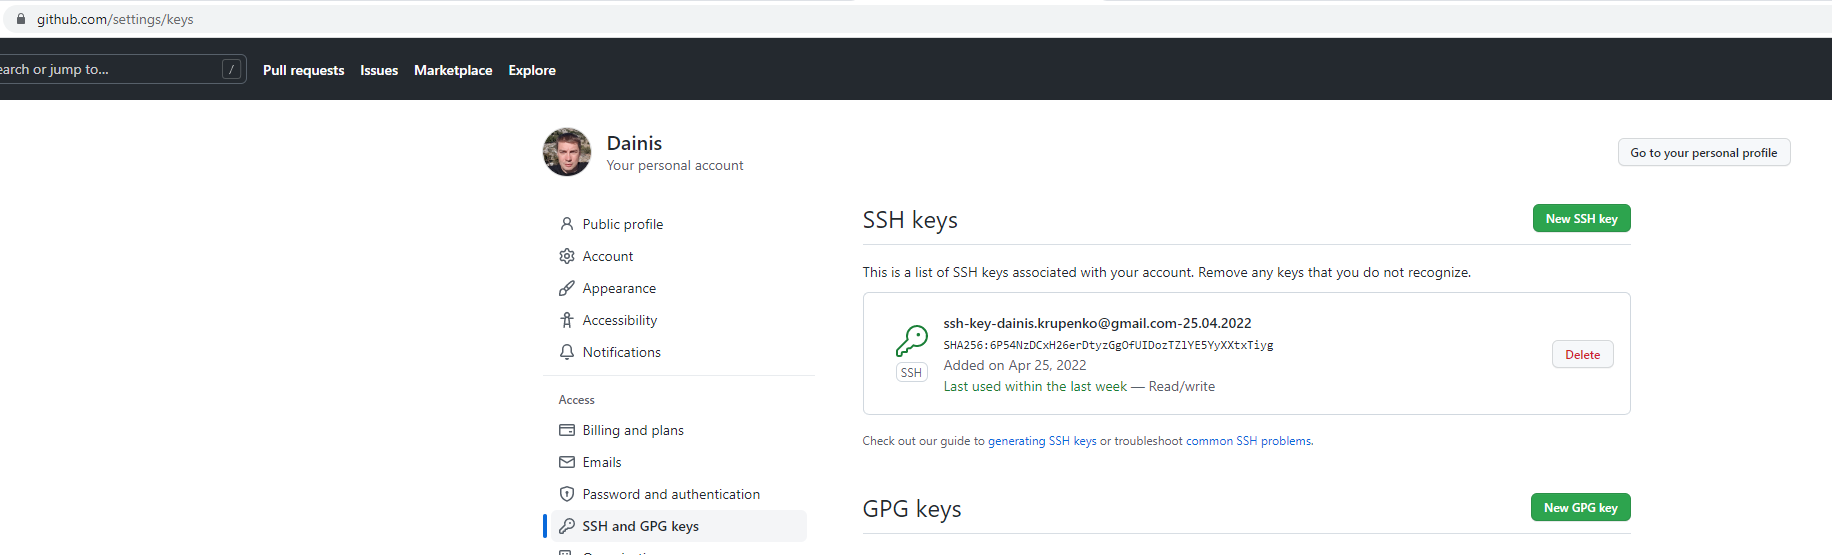 github.com/settings/keys
earch or jump to... / Pull requests Issues Marketplace Explore
Dainis
Your personal account
Go to your personal profile
Public profile
Account
Appearance
Accessibility
Notifications
Access
Billing and plans
Emails
Password and authentication
SSH and GPG keys
SSH keys
New SSH key
This is a list of SSH keys associated with your account. Remove any keys that you do not recognize.
ssh-key-dainis.krupenko@gmail.com-25.04.2022
SHA256:6P54NzDCxH26erDtyzGgOfUIDozTZlYE5YyXXtxTiyg
SSH
Added on Apr 25, 2022
Last used within the last week — Read/write
Delete
Check out our guide to generating SSH keys or troubleshoot common SSH problems.
GPG keys
New GPG key